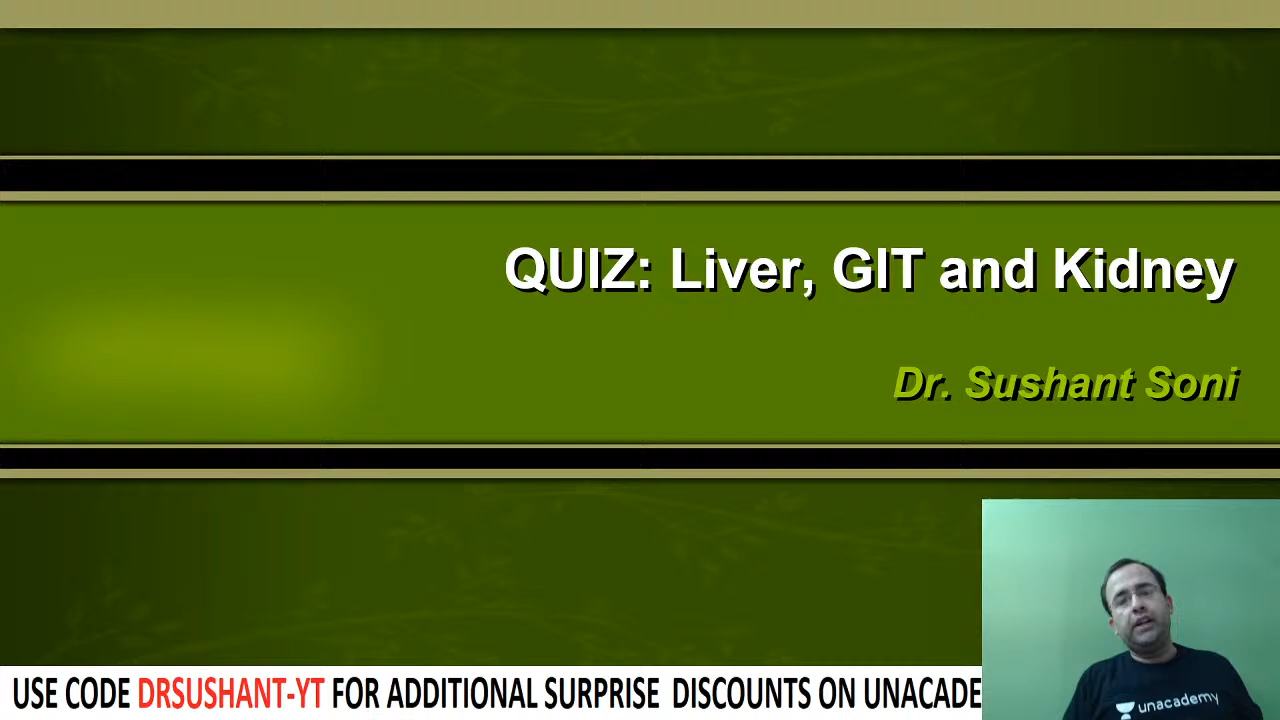 QUIZ: Liver, GIT and Kidney
Dr. Sushant Soni
USE CODE DRSUSHANT-YT FOR ADDITIONAL SURPRISE DISCOUNTS ON UNACADE
unacademy